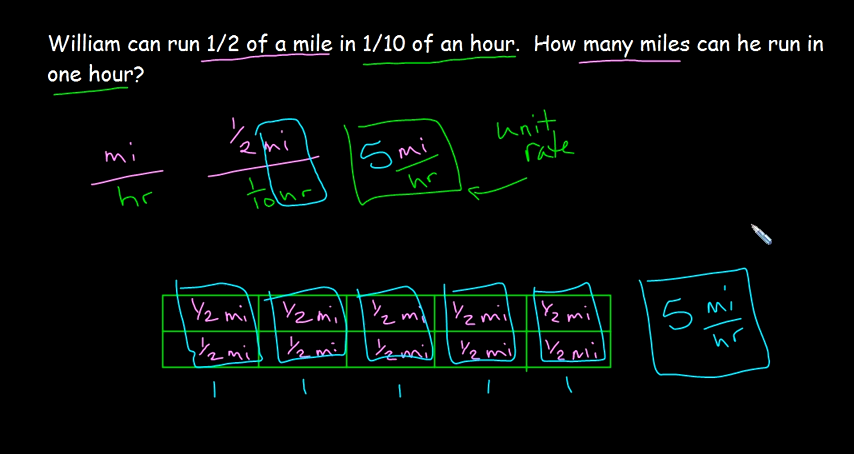 William can run 1/2 of a mile in 1/10 of an hour. How many miles can he run in
one hour?
mi
hr
1/2 mi
1/10 hr
5 mi
hr
unit
rate
1/2 mi 1/2 mi 1/2 mi 1/2 mi 1/2 mi
1/2 mi 1/2 mi 1/2 mi 1/2 mi 1/2 mi
5 mi
hr
1 1 1 1 1